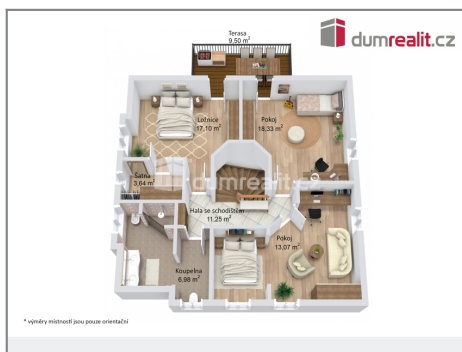 dumrealit.cz
Terasa
9,50 m²
Ložnice
17,10 m²
Pokoj
18,33 m²
Šatna
3,64 m²
dumrealit.cz
Hala se schodištěm
11,25 m²
Pokoj
13,07 m²
Koupelna
6,98 m²
* výměry místností jsou pouze orientační